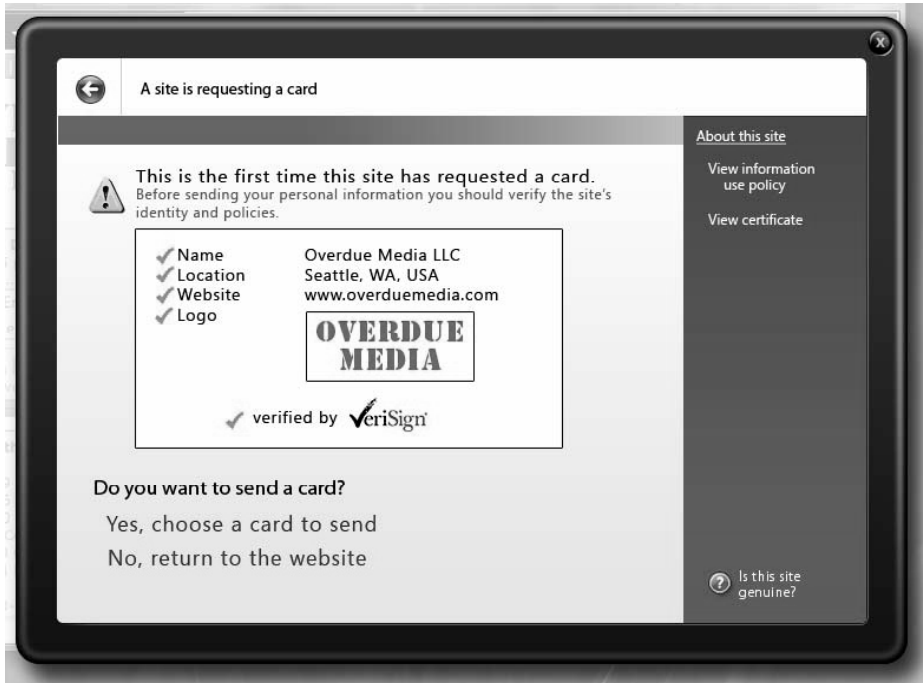 A site is requesting a card
This is the first time this site has requested a card.
Before sending your personal information you should verify the site's
identity and policies.
Name Overdue Media LLC
Location Seattle, WA, USA
Website www.overduemedia.com
Logo
OVERDUE
MEDIA
verified by VeriSign
Do you want to send a card?
Yes, choose a card to send
No, return to the website
About this site
View information
use policy
View certificate
Is this site
genuine?